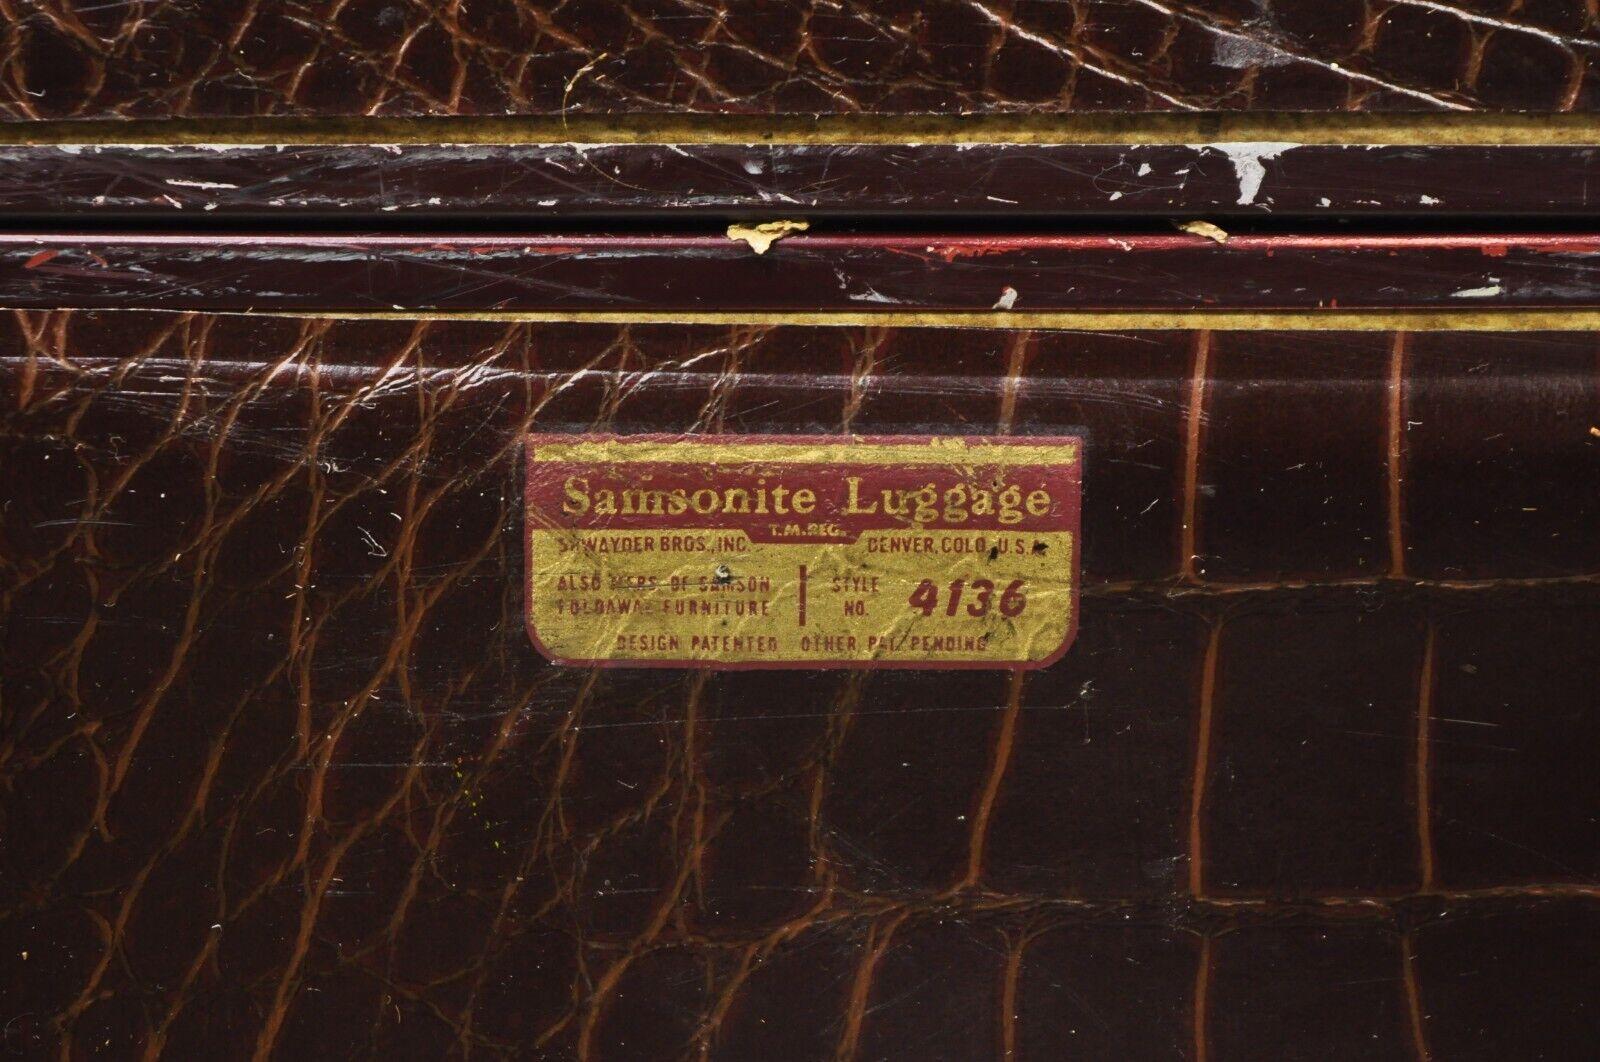 Samsonite Luggage
T.M.REG.
SHWAYDER BROS., INC. DENVER, COLO, U.S.A.
ALSO MFRS. OF SAMSON
FOLDAWAY FURNITURE
STYLE
NO. 4136
DESIGN PATENTED OTHER PAT. PENDING